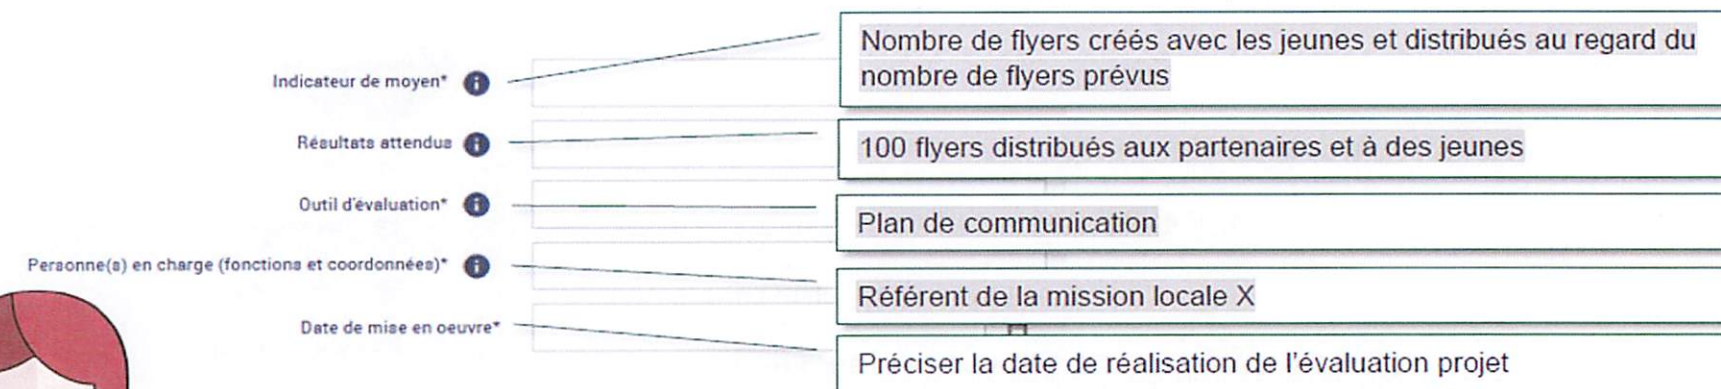 Indicateur de moyen*
Nombre de flyers créés avec les jeunes et distribués au regard du
nombre de flyers prévus
Résultats attendus
100 flyers distribués aux partenaires et à des jeunes
Outil d'évaluation*
Plan de communication
Personne(s) en charge (fonctions et coordonnées)*
Référent de la mission locale X
Date de mise en oeuvre*
Préciser la date de réalisation de l'évaluation projet